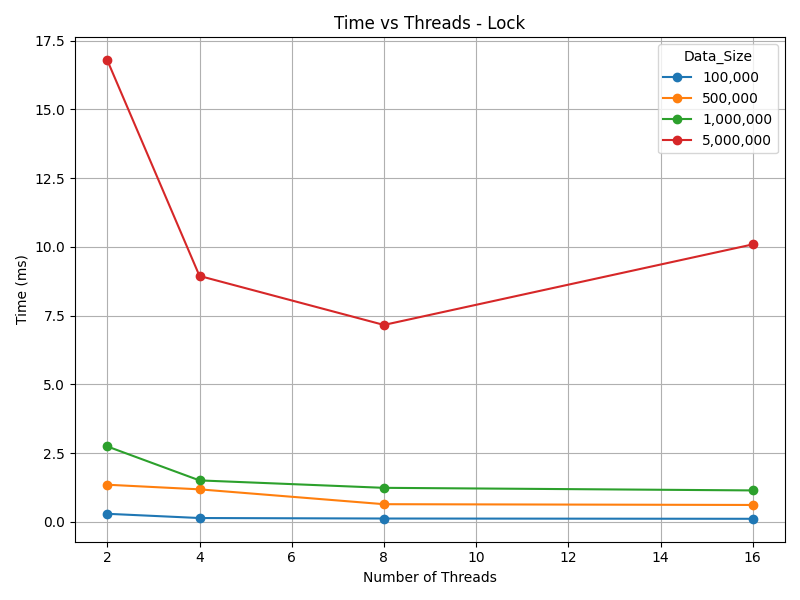 Time vs Threads - Lock
Time (ms)
17.5
15.0
12.5
10.0
7.5
5.0
2.5
0.0
Data_Size
100,000
500,000
1,000,000
5,000,000
2 4 6 8 10 12 14 16
Number of Threads